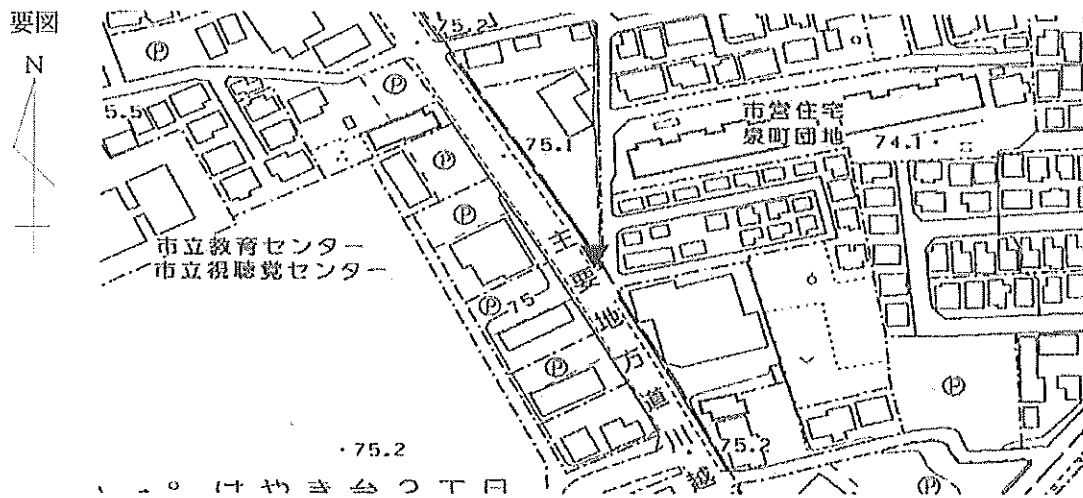 要図
N
75.2
5.5
75.1
市営住宅
泉町団地
74.1
市立教育センター
市立視聴覚センター
75
主要地方道川越
75.2
75.2
はやき台2丁目